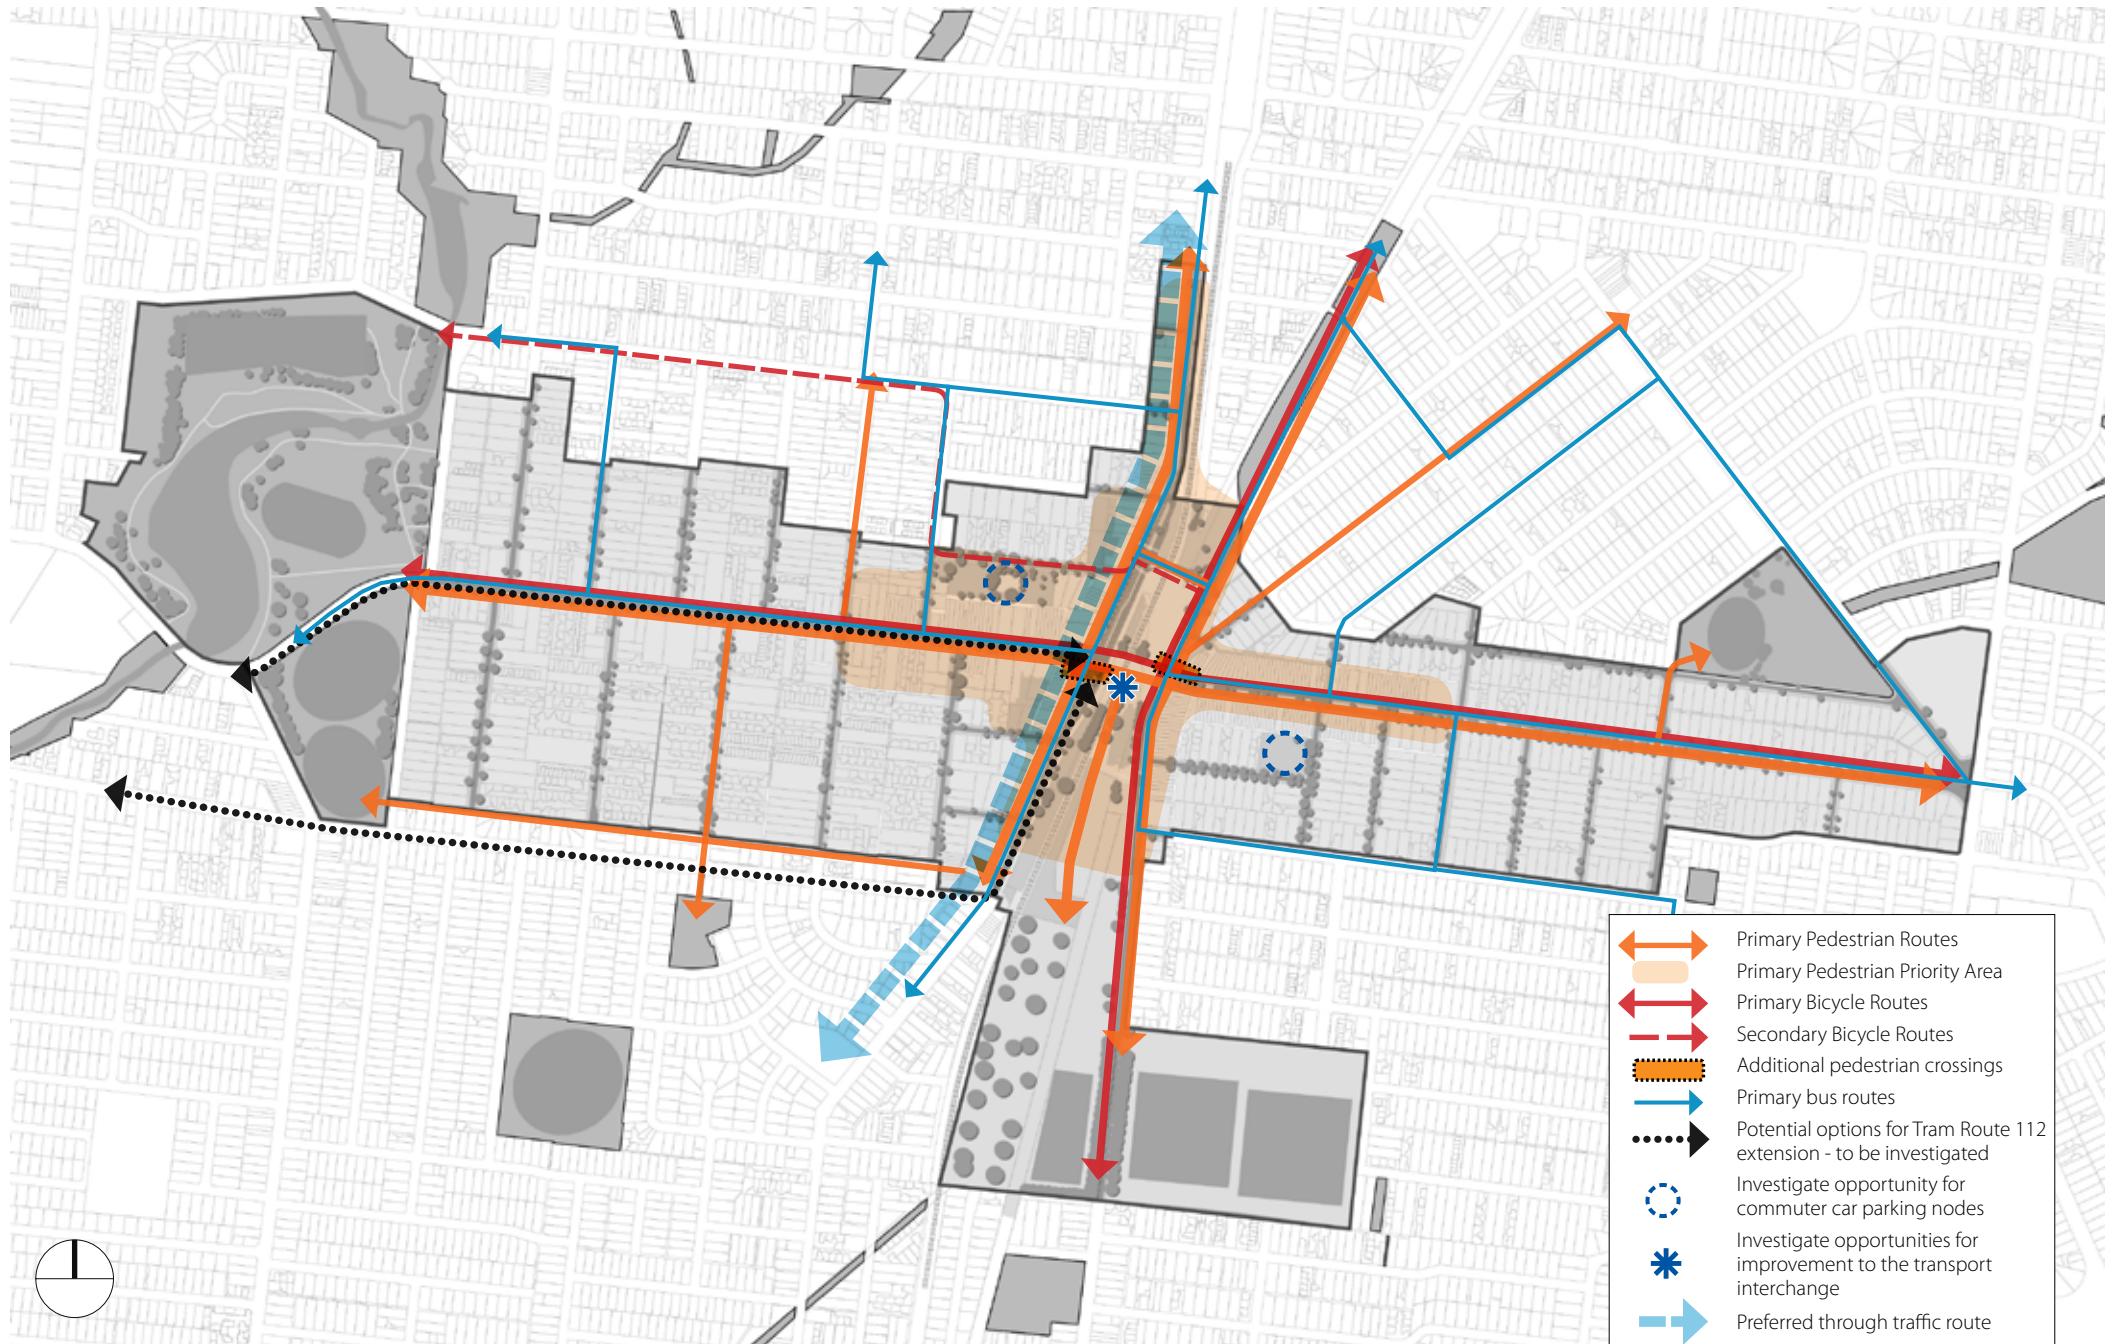 Primary Pedestrian Routes
Primary Pedestrian Priority Area
Primary Bicycle Routes
Secondary Bicycle Routes
Additional pedestrian crossings
Primary bus routes
Potential options for Tram Route 112
extension - to be investigated
Investigate opportunity for
commuter car parking nodes
Investigate opportunities for
improvement to the transport
interchange
Preferred through traffic route